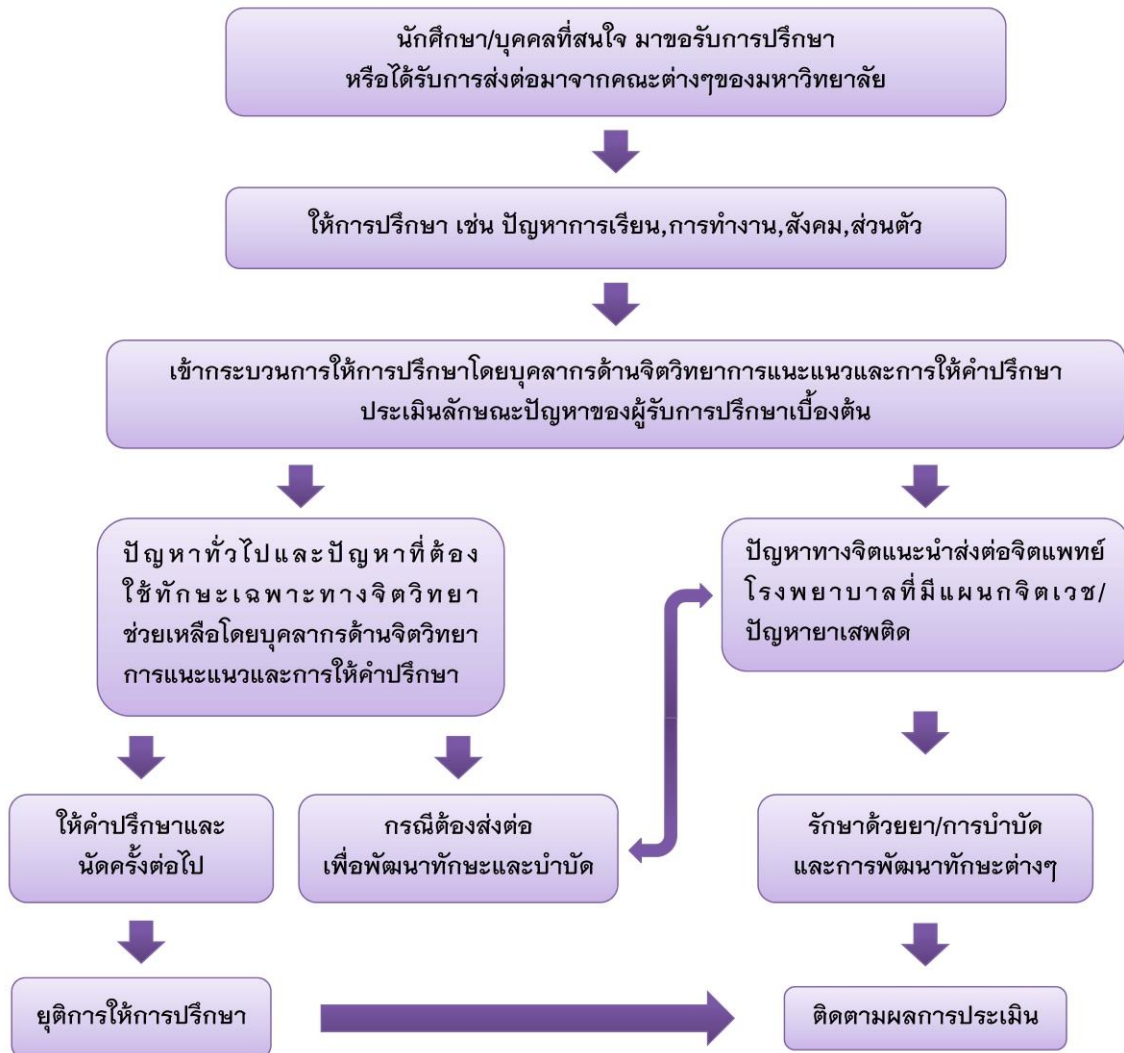 นักศึกษา/บุคคลที่สนใจ มาขอรับการปรึกษา
หรือได้รับการส่งต่อมาจากคณะต่างๆของมหาวิทยาลัย
ให้การปรึกษา เช่น ปัญหาการเรียน,การทำงาน,สังคม,ส่วนตัว
เข้ากระบวนการให้การปรึกษาโดยบุคลากรด้านจิตวิทยาการแนะแนวและการให้คำปรึกษา
ประเมินลักษณะปัญหาของผู้รับการปรึกษาเบื้องต้น
ปัญหาทั่วไปและปัญหาที่ต้อง
ใช้ทักษะเฉพาะทางจิตวิทยา
ช่วยเหลือโดยบุคลากรด้านจิตวิทยา
การแนะแนวและการให้คำปรึกษา
ปัญหาทางจิตแนะนำส่งต่อจิตแพทย์
โรงพยาบาลที่มีแผนกจิตเวช/
ปัญหายาเสพติด
ให้คำปรึกษาและ
นัดครั้งต่อไป
กรณีต้องส่งต่อ
เพื่อพัฒนาทักษะและบำบัด
รักษาด้วยยา/การบำบัด
และการพัฒนาทักษะต่างๆ
ยุติการให้การปรึกษา
ติดตามผลการประเมิน